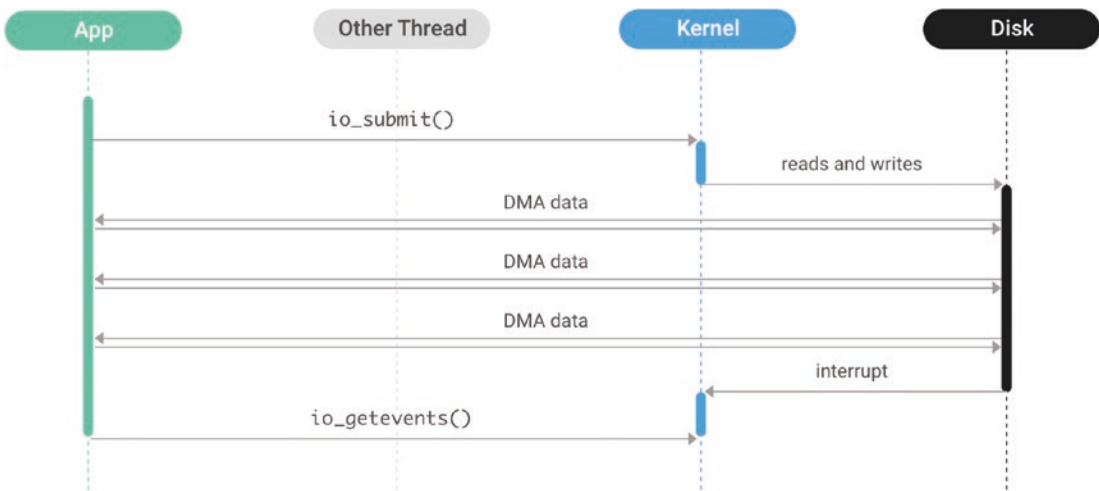 App Other Thread Kernel Disk
io_submit()
reads and writes
DMA data
DMA data
DMA data
interrupt
io_getevents()